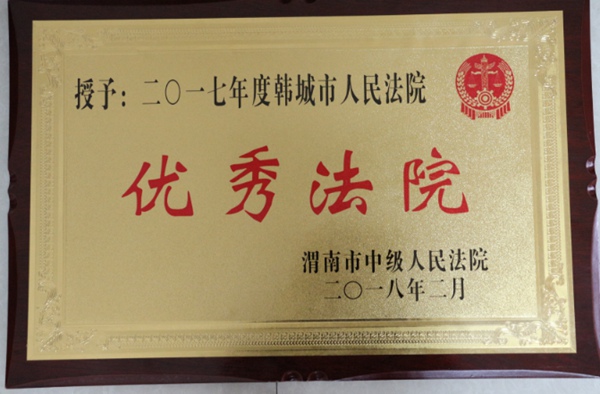 授予：二〇一七年度韩城市人民法院
优秀法院
渭南市中级人民法院
二〇一八年二月